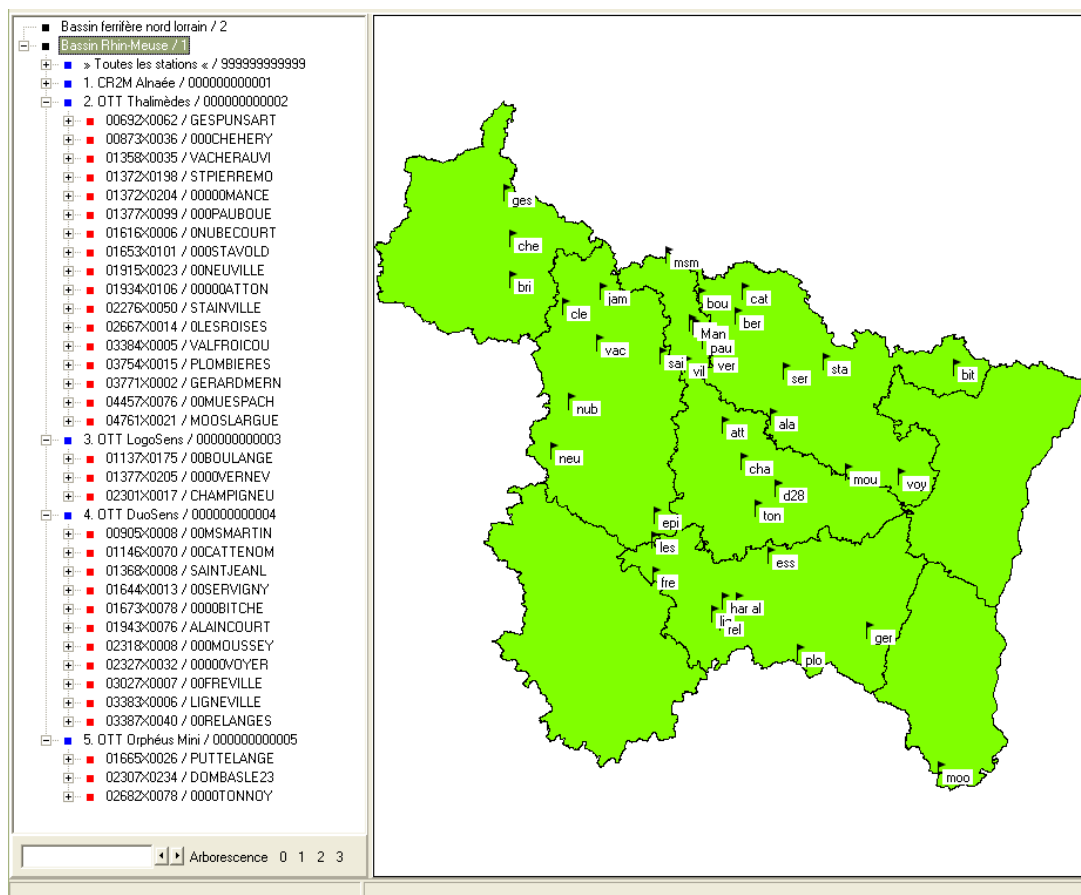 Bassin ferrifère nord lorrain / 2
Bassin Rhin-Meuse / 1
» Toutes les stations « / 999999999999
1. CR2M Alnaée / 000000000001
2. OTT Thalimèdes / 000000000002
00692X0062 / GESPUNSART
00873X0036 / 000CHEHERY
01358X0035 / VACHERAUVI
01372X0198 / STPIERREMO
01372X0204 / 00000MANCE
01377X0099 / 000PAUBOUE
01616X0006 / 0NUBECOURT
01653X0101 / 000STAVOLD
01915X0023 / 00NEUVILLE
01934X0106 / 00000ATTON
02276X0050 / STAINVILLE
02667X0014 / 0LESROISES
03384X0005 / VALFROICOU
03754X0015 / PLOMBIERES
03771X0002 / GERARDMERN
04457X0076 / 00MUESPACH
04761X0021 / MOOSLARGUE
3. OTT LogoSens / 000000000003
01137X0175 / 00BOULANGE
01377X0205 / 0000VERNEV
02301X0017 / CHAMPIGNEU
4. OTT DuoSens / 000000000004
00905X0008 / 00MSMARTIN
01146X0070 / 00CATTENOM
01368X0008 / SAINTJEANL
01644X0013 / 00SERVIGNY
01673X0078 / 0000BITCHE
01943X0076 / ALAINCOURT
02318X0008 / 000MOUSSEY
02327X0032 / 00000VOYER
03027X0007 / 00FREVILLE
03383X0006 / LIGNEVILLE
03387X0040 / 00RELANGES
5. OTT Orphéus Mini / 000000000005
01665X0026 / PUTTELANGE
02307X0234 / DOMBASLE23
02682X0078 / 0000TONNOY
Arborescence 0 1 2 3
ges
che
msm
bri
jam
bou
cat
cle
ber
Man
vac
pau
sai
vil
ver
ser
sta
bit
nub
att
ala
neu
cha
mou
voy
d28
epi
ton
les
ess
fre
har al
rel
ger
plo
moo